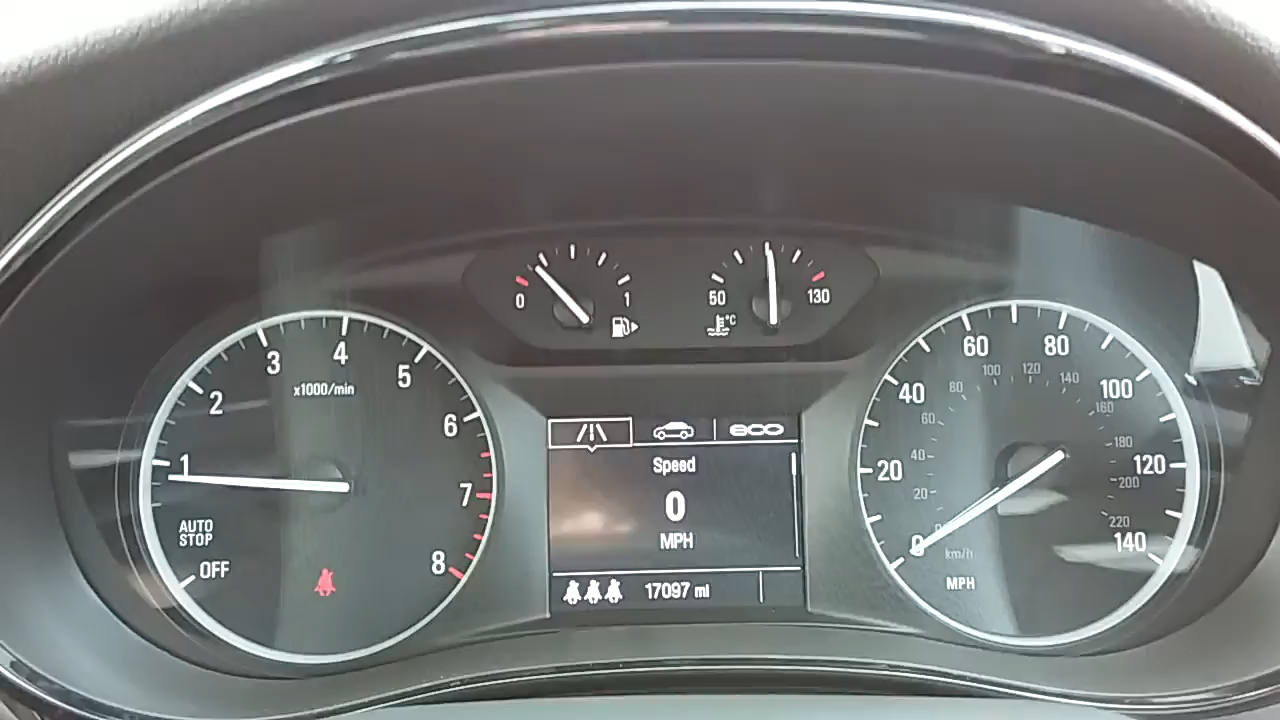 0 1
50 130
°C
1 2 3 4 5 6 7 8
x1000/min
AUTO
STOP
OFF
Speed
0
MPH
17097 mi
0 20 40 60 80 100 120 140
20 40 60 80 100 120 140 160 180 200 220
km/h
MPH